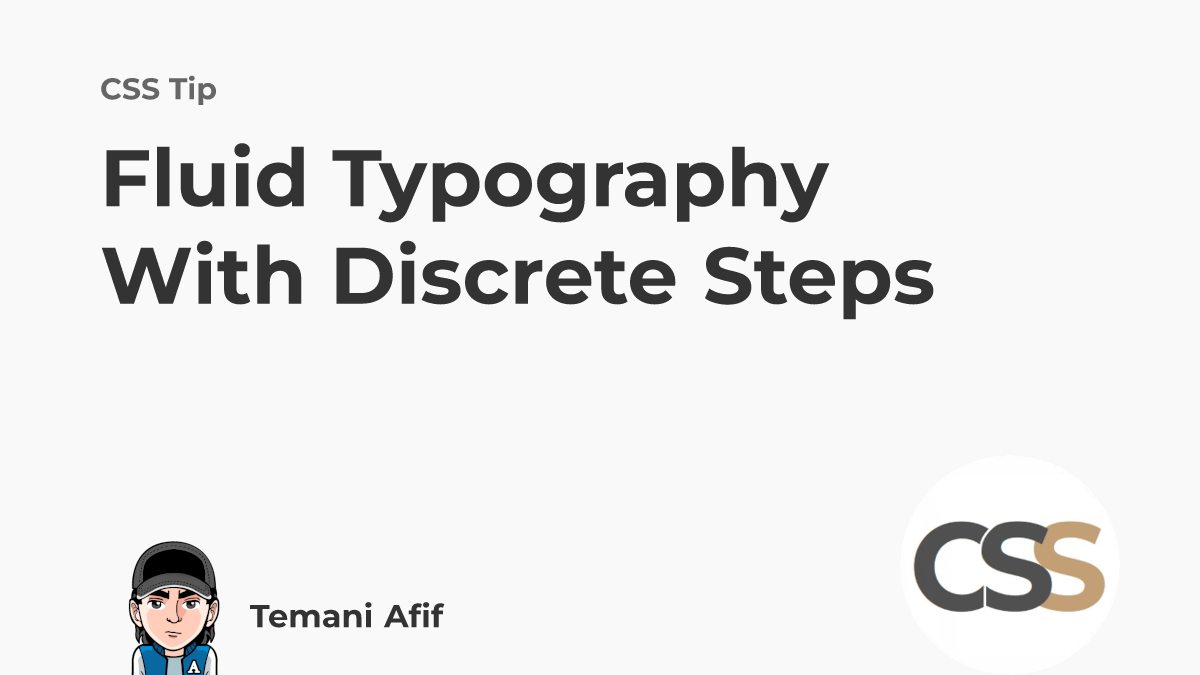 CSS Tip
Fluid Typography
With Discrete Steps
A
Temani Afif
CSS